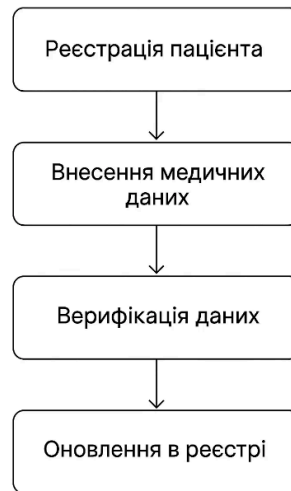 Реєстрація пацієнта
Внесення медичних
даних
Верифікація даних
Оновлення в реєстрі